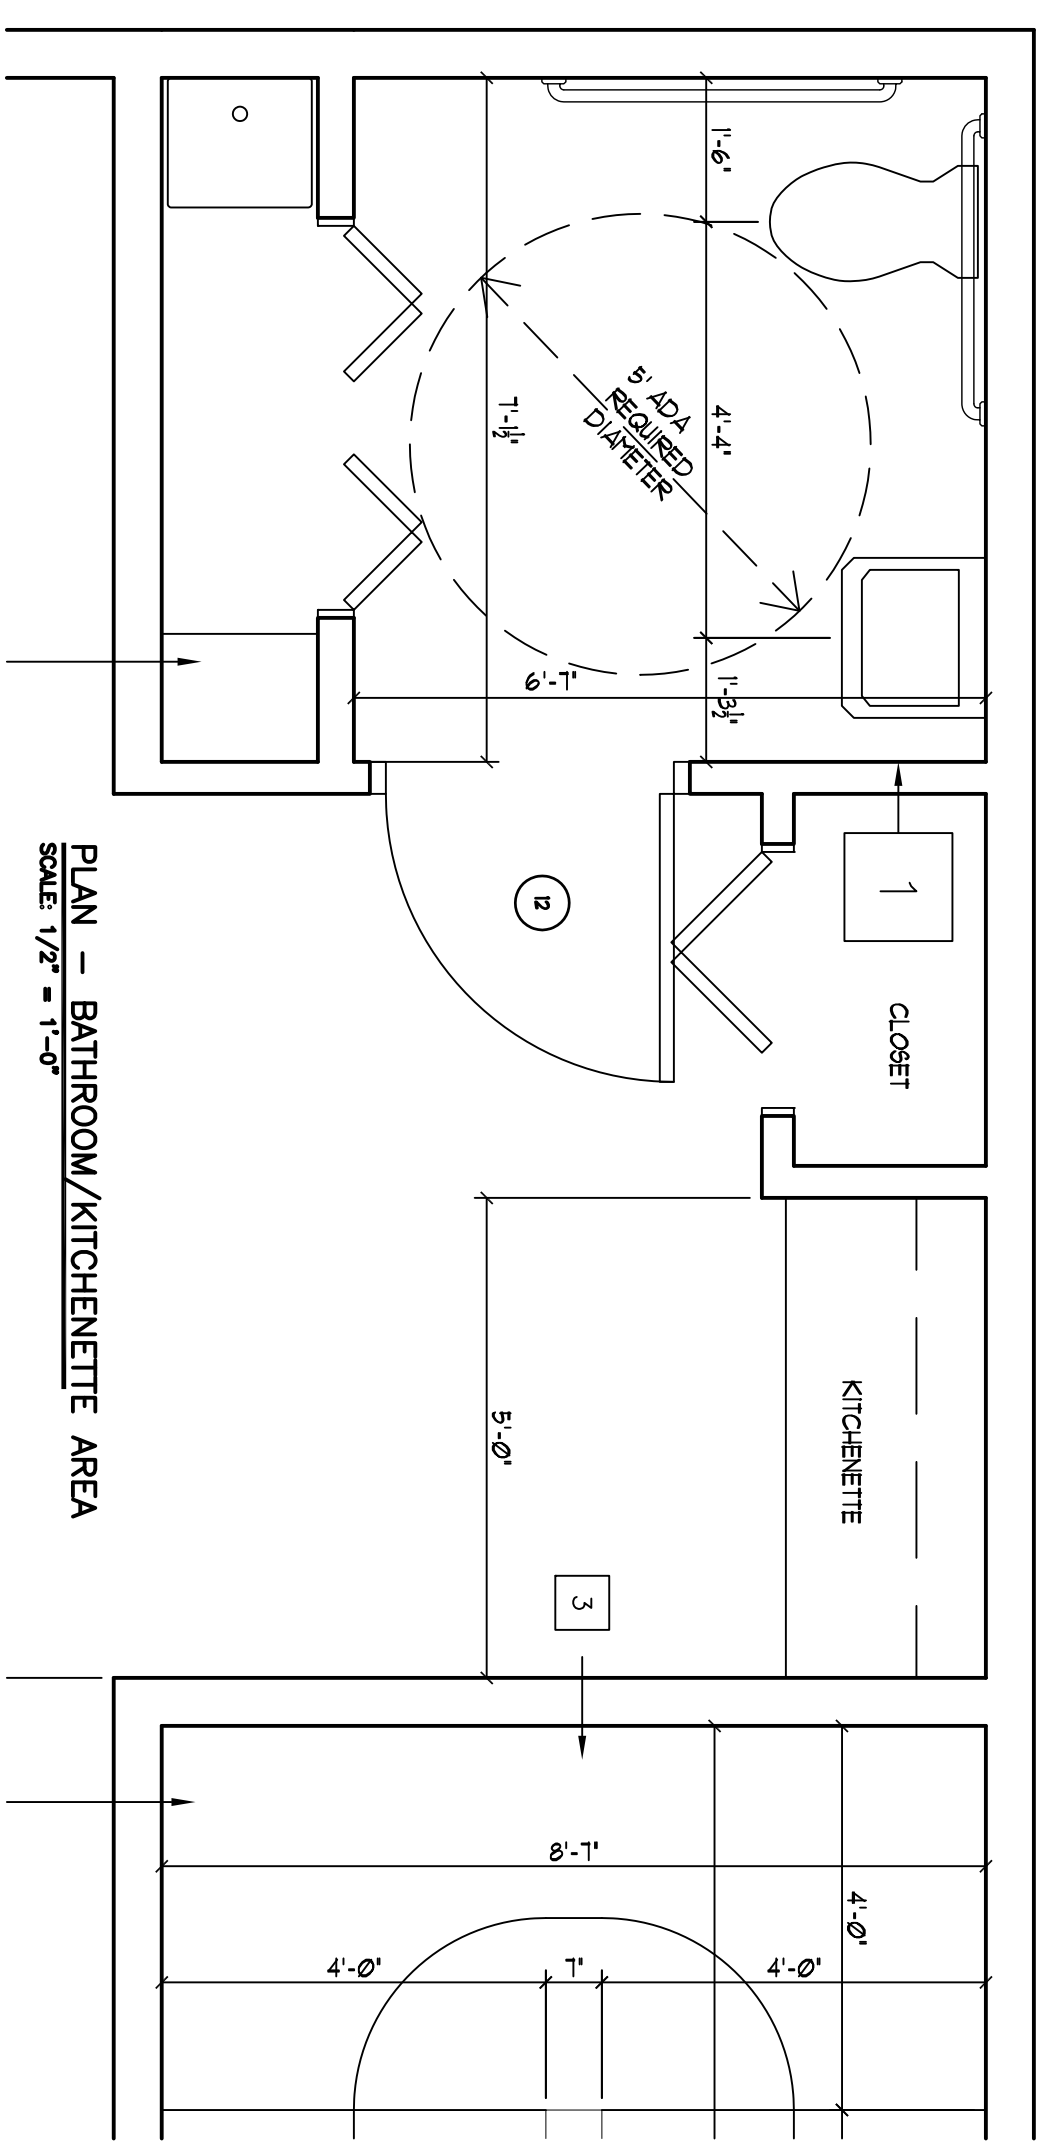 1'-6"
4'-4"
1'-3½"
5' ADA
REQUIRED
DIAMETER
7'-1½"
6'-7"
1
12
CLOSET
KITCHENETTE
5'-0"
3
8'-7"
4'-0"
4'-0"
7"
4'-0"
PLAN - BATHROOM/KITCHENETTE AREA
SCALE: 1/2" = 1'-0"